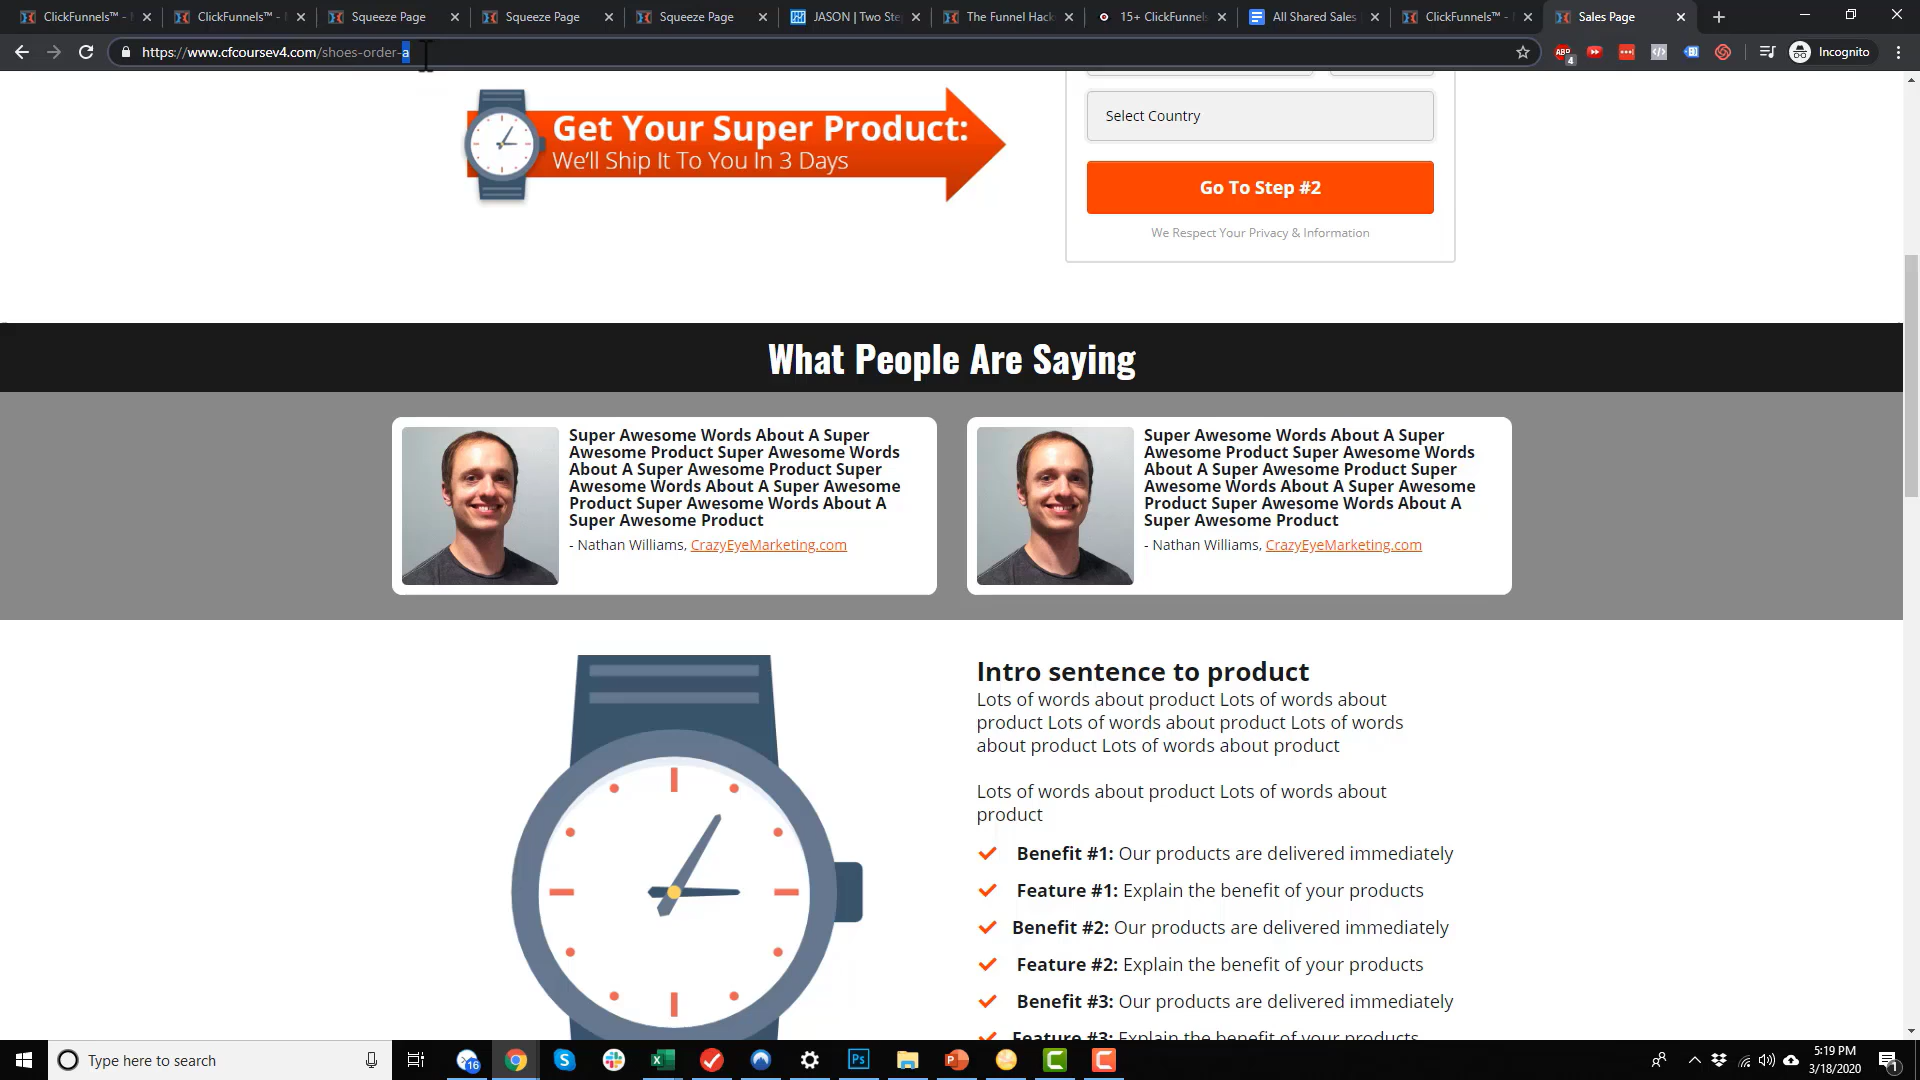 ClickFunnels™ -
ClickFunnels™ -
Squeeze Page
Squeeze Page
Squeeze Page
JASON | Two Ste
The Funnel Hack
15+ ClickFunnels
All Shared Sales
ClickFunnels™ -
Sales Page
https://www.cfcoursev4.com/shoes-order-a
ABP
4
Incognito
Get Your Super Product:
We'll Ship It To You In 3 Days
Select Country
Go To Step #2
We Respect Your Privacy & Information
What People Are Saying
Super Awesome Words About A Super
Awesome Product Super Awesome Words
About A Super Awesome Product Super
Awesome Words About A Super Awesome
Product Super Awesome Words About A
Super Awesome Product
- Nathan Williams, CrazyEyeMarketing.com
Super Awesome Words About A Super
Awesome Product Super Awesome Words
About A Super Awesome Product Super
Awesome Words About A Super Awesome
Product Super Awesome Words About A
Super Awesome Product
- Nathan Williams, CrazyEyeMarketing.com
Intro sentence to product
Lots of words about product Lots of words about
product Lots of words about product Lots of words
about product Lots of words about product
Lots of words about product Lots of words about
product
Benefit #1: Our products are delivered immediately
Feature #1: Explain the benefit of your products
Benefit #2: Our products are delivered immediately
Feature #2: Explain the benefit of your products
Benefit #3: Our products are delivered immediately
Feature #3: Explain the benefit of your products
Type here to search
16
Ps
5:19 PM
3/18/2020
1